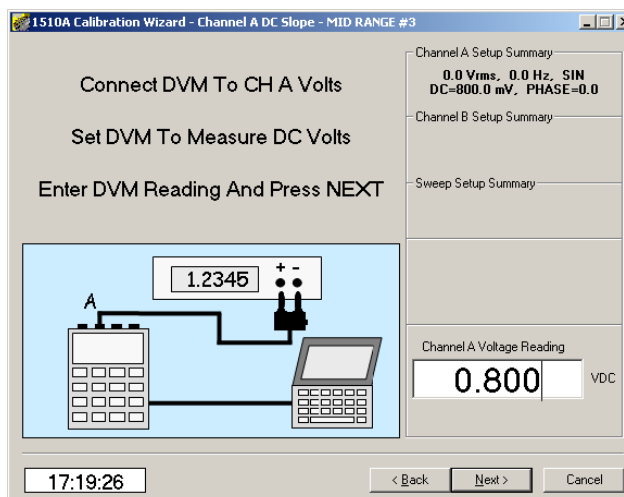 1510A Calibration Wizard - Channel A DC Slope - MID RANGE #3
Connect DVM To CH A Volts
Set DVM To Measure DC Volts
Enter DVM Reading And Press NEXT
1.2345
+ -
A
Channel A Setup Summary
0.0 Vrms, 0.0 Hz, SIN
DC=800.0 mV, PHASE=0.0
Channel B Setup Summary
Sweep Setup Summary
Channel A Voltage Reading
0.800 VDC
17:19:26
< Back Next > Cancel